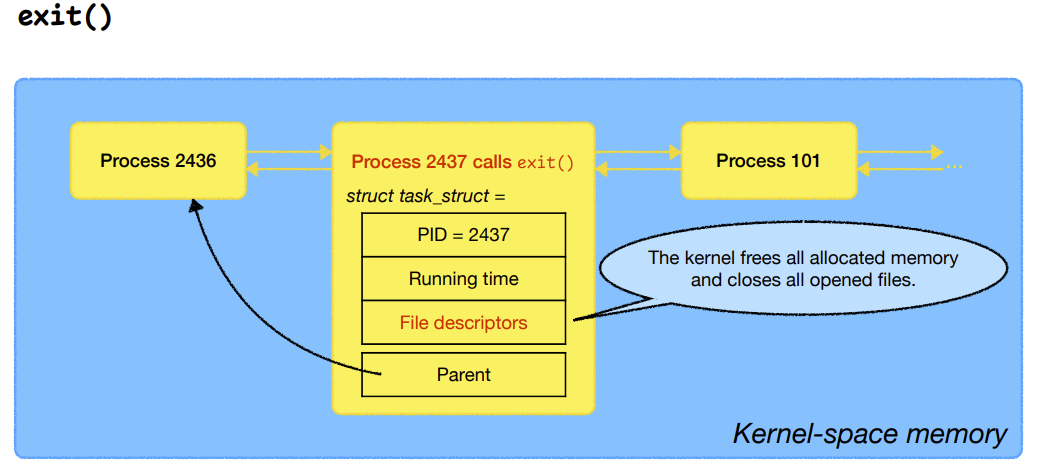 exit()
Process 2436
Process 2437 calls exit()
Process 101
...
struct task_struct =
PID = 2437
Running time
File descriptors
Parent
The kernel frees all allocated memory
and closes all opened files.
Kernel-space memory